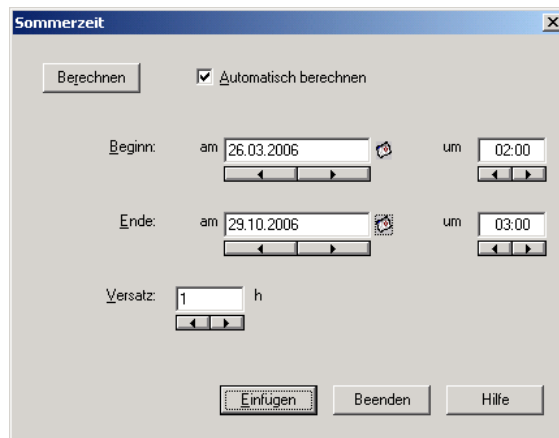 Sommerzeit
Berechnen
Automatisch berechnen
Beginn: am 26.03.2006 um 02:00
Ende: am 29.10.2006 um 03:00
Versatz: 1 h
Einfügen Beenden Hilfe